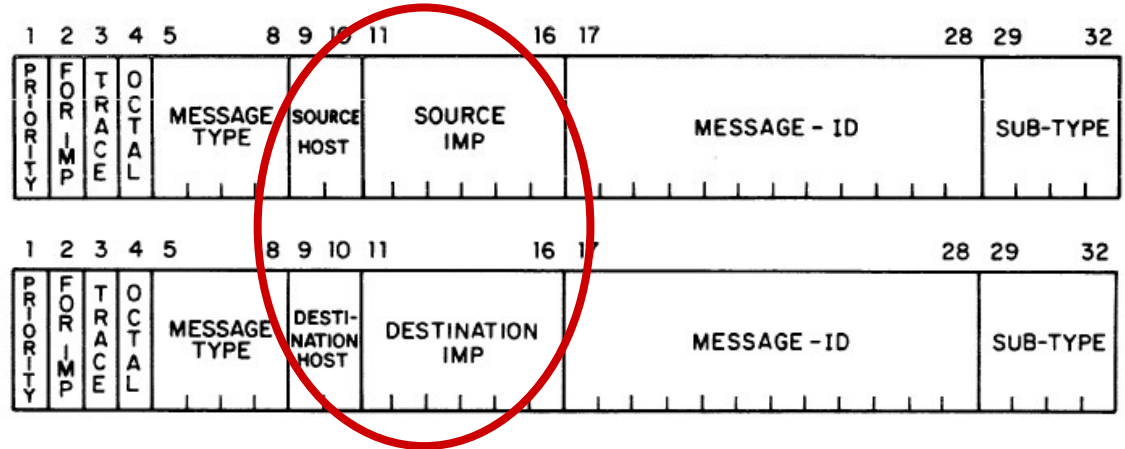 1 2 3 4 5 8 9 10 11 16 17 28 29 32
PRIORITY
FOR IMP
TRACE
OCTAL
MESSAGE
TYPE
SOURCE
HOST
SOURCE
IMP
MESSAGE - ID
SUB-TYPE
1 2 3 4 5 8 9 10 11 16 17 28 29 32
PRIORITY
FOR IMP
TRACE
OCTAL
MESSAGE
TYPE
DESTI-
NATION
HOST
DESTINATION
IMP
MESSAGE - ID
SUB-TYPE